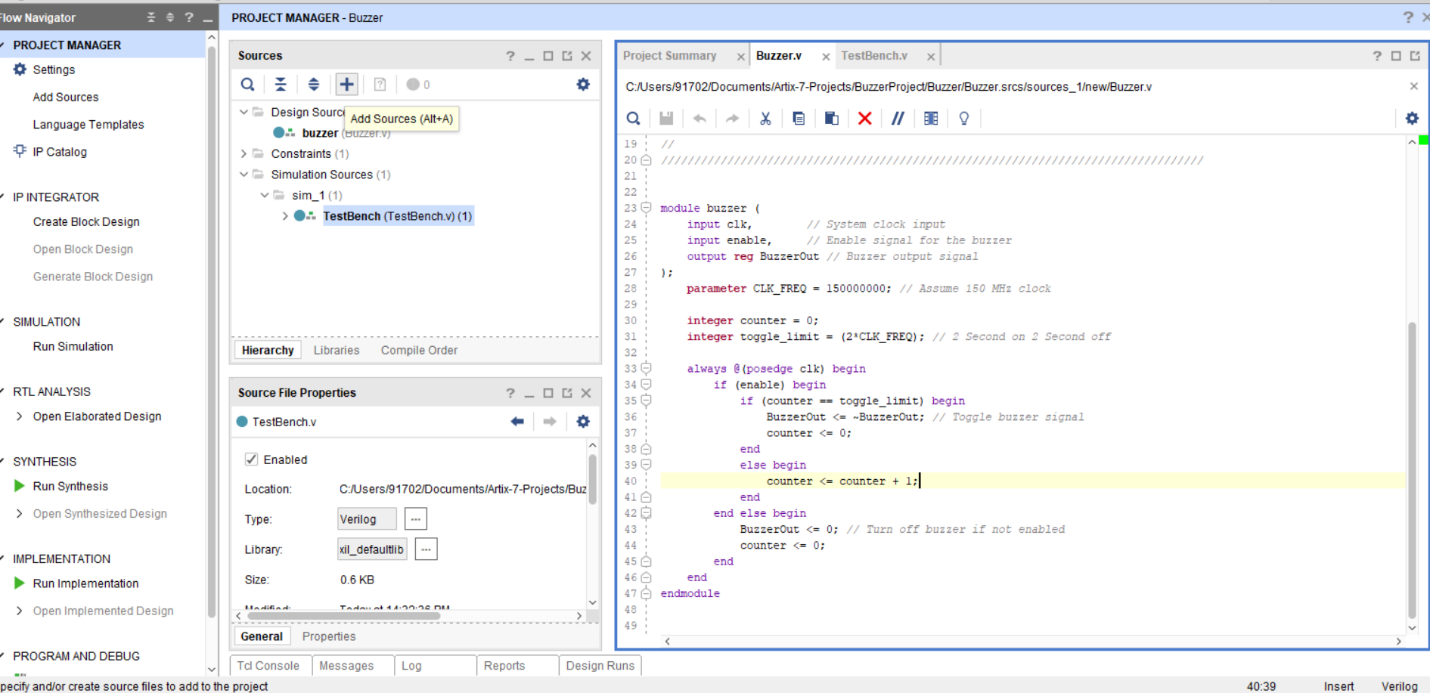 Flow Navigator
PROJECT MANAGER
Settings
Add Sources
Language Templates
IP Catalog
IP INTEGRATOR
Create Block Design
Open Block Design
Generate Block Design
SIMULATION
Run Simulation
RTL ANALYSIS
Open Elaborated Design
SYNTHESIS
Run Synthesis
Open Synthesized Design
IMPLEMENTATION
Run Implementation
Open Implemented Design
PROGRAM AND DEBUG
PROJECT MANAGER - Buzzer
Sources
0
Design Sourc
Add Sources (Alt+A)
buzzer (Buzzer.v)
Constraints (1)
Simulation Sources (1)
sim_1 (1)
TestBench (TestBench.v) (1)
Hierarchy Libraries Compile Order
Source File Properties
TestBench.v
Enabled
Location: C:/Users/91702/Documents/Artix-7-Projects/Buz
Type: Verilog
Library: xil_defaultlib
Size: 0.6 KB
Modified: Today at 14:22:26 PM
General Properties
Project Summary Buzzer.v TestBench.v
C:/Users/91702/Documents/Artix-7-Projects/BuzzerProject/Buzzer/Buzzer.srcs/sources_1/new/Buzzer.v
19 //
20 //////////////////////////////////////////////////////////////////////////////////
21
22
23 module buzzer (
24 input clk, // System clock input
25 input enable, // Enable signal for the buzzer
26 output reg BuzzerOut // Buzzer output signal
27 );
28 parameter CLK_FREQ = 150000000; // Assume 150 MHz clock
29
30 integer counter = 0;
31 integer toggle_limit = (2*CLK_FREQ); // 2 Second on 2 Second off
32
33 always @(posedge clk) begin
34 if (enable) begin
35 if (counter == toggle_limit) begin
36 BuzzerOut <= ~BuzzerOut; // Toggle buzzer signal
37 counter <= 0;
38 end
39 else begin
40 counter <= counter + 1;
41 end
42 end else begin
43 BuzzerOut <= 0; // Turn off buzzer if not enabled
44 counter <= 0;
45 end
46 end
47 endmodule
48
49
Tcl Console Messages Log Reports Design Runs
pecify and/or create source files to add to the project
40:39 Insert Verilog